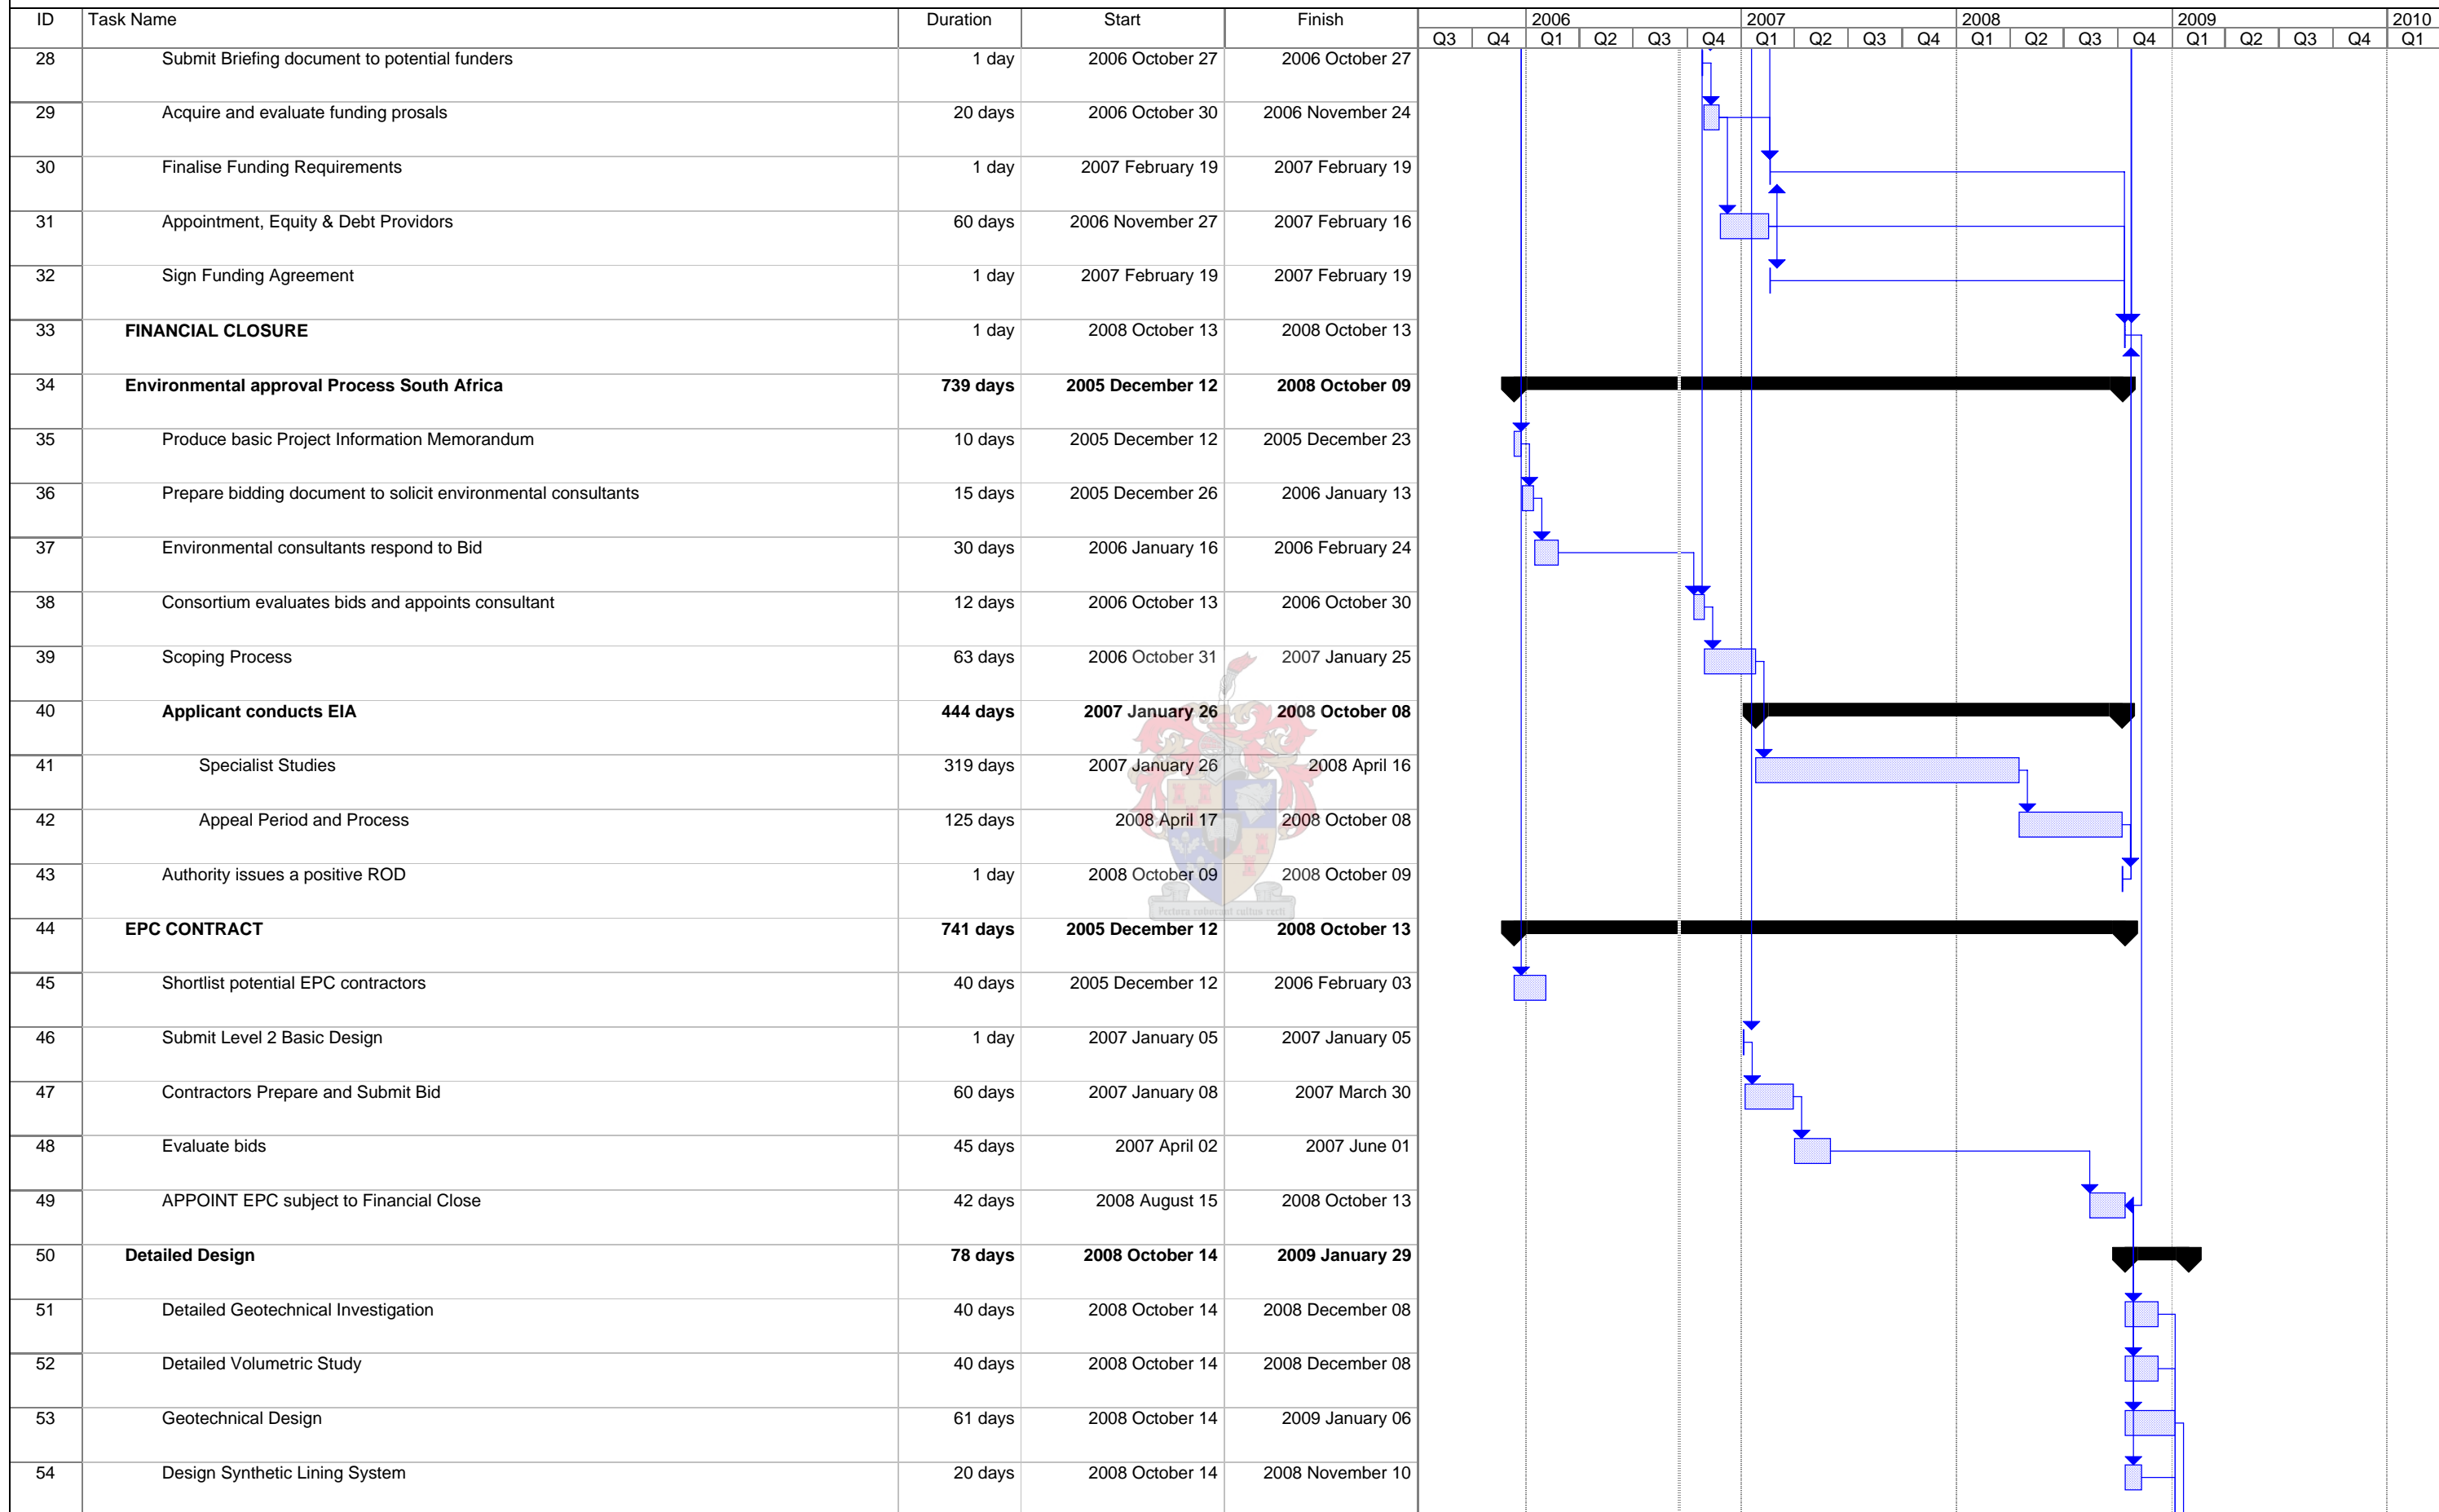 ID Task Name Duration Start Finish 2006 2007 2008 2009 2010
Q3 Q4 Q1 Q2 Q3 Q4 Q1 Q2 Q3 Q4 Q1 Q2 Q3 Q4 Q1 Q2 Q3 Q4 Q1
28 Submit Briefing document to potential funders 1 day 2006 October 27 2006 October 27
29 Acquire and evaluate funding prosals 20 days 2006 October 30 2006 November 24
30 Finalise Funding Requirements 1 day 2007 February 19 2007 February 19
31 Appointment, Equity & Debt Providors 60 days 2006 November 27 2007 February 16
32 Sign Funding Agreement 1 day 2007 February 19 2007 February 19
33 FINANCIAL CLOSURE 1 day 2008 October 13 2008 October 13
34 Environmental approval Process South Africa 739 days 2005 December 12 2008 October 09
35 Produce basic Project Information Memorandum 10 days 2005 December 12 2005 December 23
36 Prepare bidding document to solicit environmental consultants 15 days 2005 December 26 2006 January 13
37 Environmental consultants respond to Bid 30 days 2006 January 16 2006 February 24
38 Consortium evaluates bids and appoints consultant 12 days 2006 October 13 2006 October 30
39 Scoping Process 63 days 2006 October 31 2007 January 25
40 Applicant conducts EIA 444 days 2007 January 26 2008 October 08
41 Specialist Studies 319 days 2007 January 26 2008 April 16
42 Appeal Period and Process 125 days 2008 April 17 2008 October 08
43 Authority issues a positive ROD 1 day 2008 October 09 2008 October 09
Pectora roborant cultus recti
44 EPC CONTRACT 741 days 2005 December 12 2008 October 13
45 Shortlist potential EPC contractors 40 days 2005 December 12 2006 February 03
46 Submit Level 2 Basic Design 1 day 2007 January 05 2007 January 05
47 Contractors Prepare and Submit Bid 60 days 2007 January 08 2007 March 30
48 Evaluate bids 45 days 2007 April 02 2007 June 01
49 APPOINT EPC subject to Financial Close 42 days 2008 August 15 2008 October 13
50 Detailed Design 78 days 2008 October 14 2009 January 29
51 Detailed Geotechnical Investigation 40 days 2008 October 14 2008 December 08
52 Detailed Volumetric Study 40 days 2008 October 14 2008 December 08
53 Geotechnical Design 61 days 2008 October 14 2009 January 06
54 Design Synthetic Lining System 20 days 2008 October 14 2008 November 10